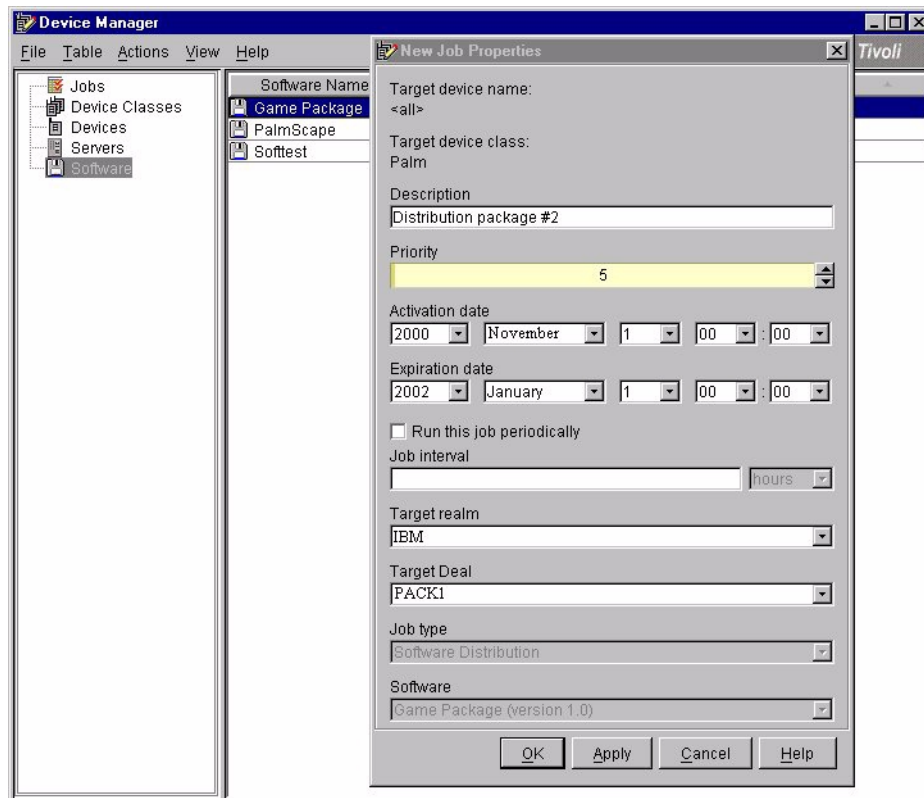 Device Manager
File Table Actions View Help
Tivoli
Jobs
Device Classes
Devices
Servers
Software
Software Name
Game Package
PalmScape
Softtest
New Job Properties
Target device name:
<all>
Target device class:
Palm
Description
Distribution package #2
Priority
5
Activation date
2000 November 1 00 : 00
Expiration date
2002 January 1 00 : 00
Run this job periodically
Job interval
hours
Target realm
IBM
Target Deal
PACK1
Job type
Software Distribution
Software
Game Package (version 1.0)
OK Apply Cancel Help